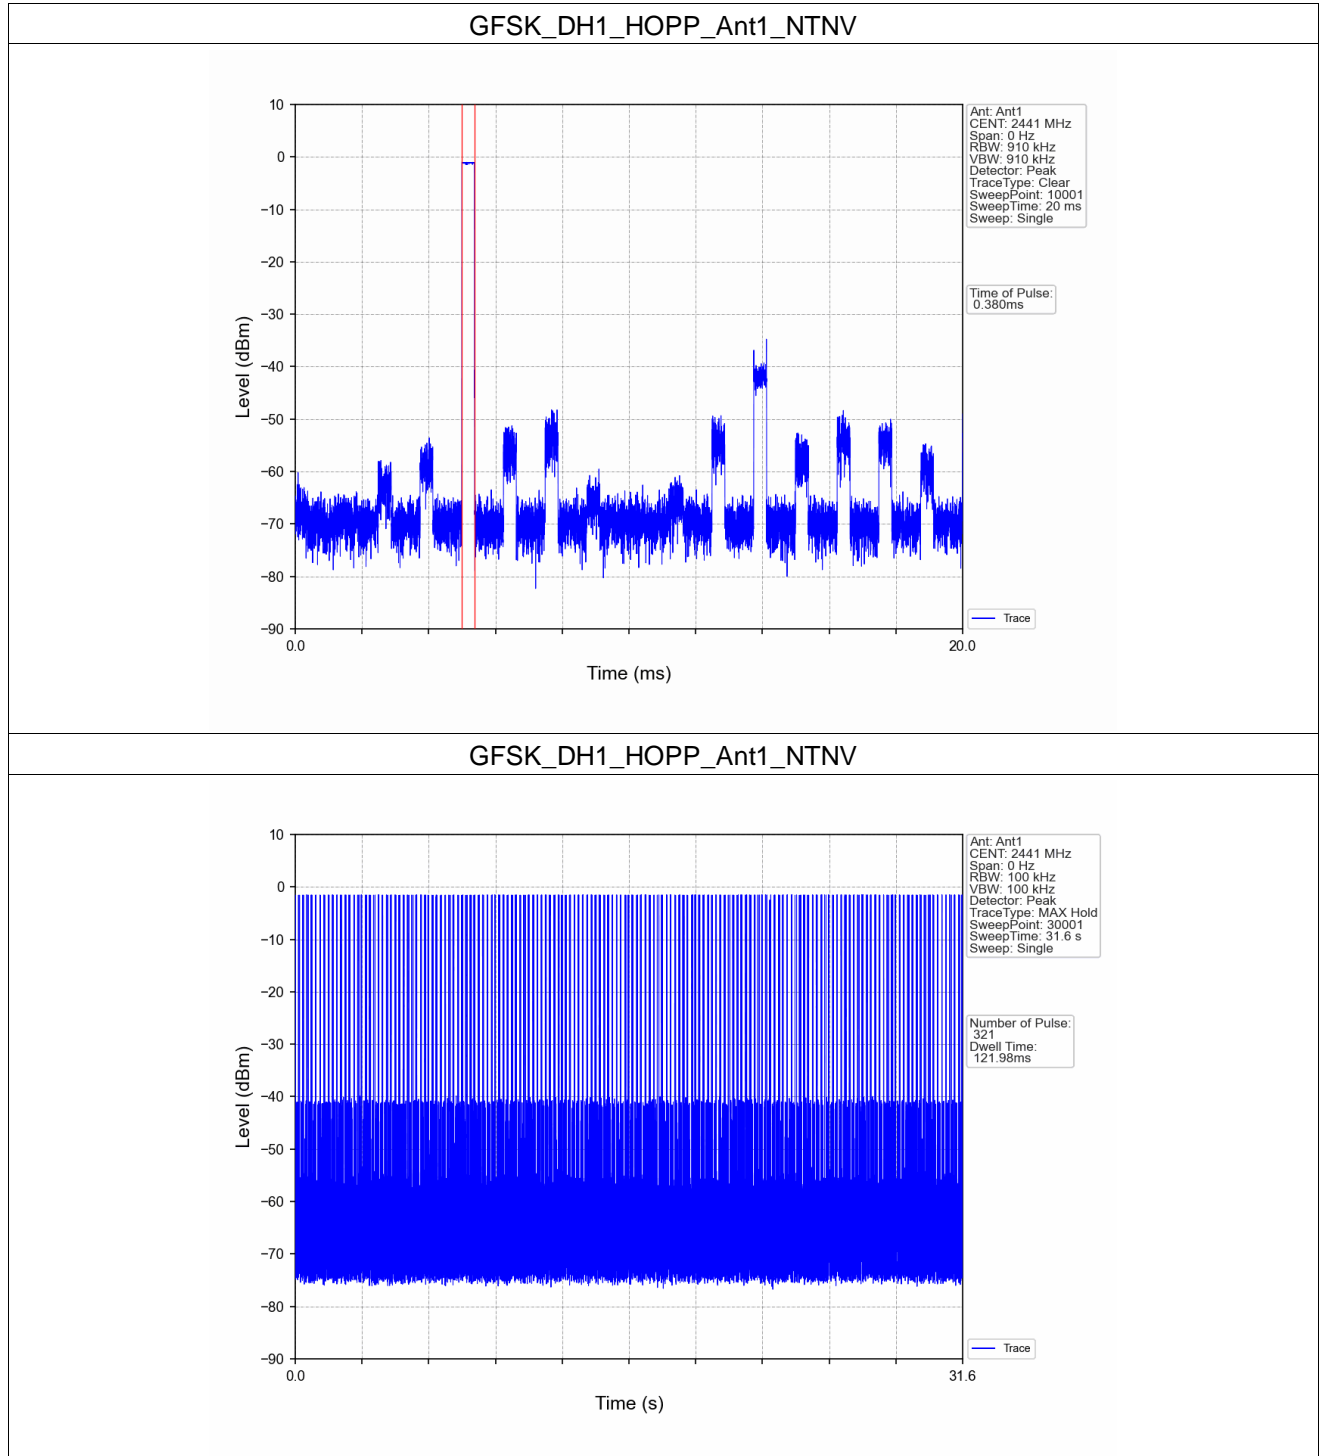 GFSK_DH1_HOPP_Ant1_NTNV
10
0
−10
−20
−30
−40
−50
−60
−70
−80
−90
Level (dBm)
0.0
20.0
Time (ms)
Ant: Ant1
CENT: 2441 MHz
Span: 0 Hz
RBW: 910 kHz
VBW: 910 kHz
Detector: Peak
TraceType: Clear
SweepPoint: 10001
SweepTime: 20 ms
Sweep: Single
Time of Pulse:
0.380ms
Trace
GFSK_DH1_HOPP_Ant1_NTNV
10
0
−10
−20
−30
−40
−50
−60
−70
−80
−90
Level (dBm)
0.0
31.6
Time (s)
Ant: Ant1
CENT: 2441 MHz
Span: 0 Hz
RBW: 100 kHz
VBW: 100 kHz
Detector: Peak
TraceType: MAX Hold
SweepPoint: 30001
SweepTime: 31.6 s
Sweep: Single
Number of Pulse:
321
Dwell Time:
121.98ms
Trace